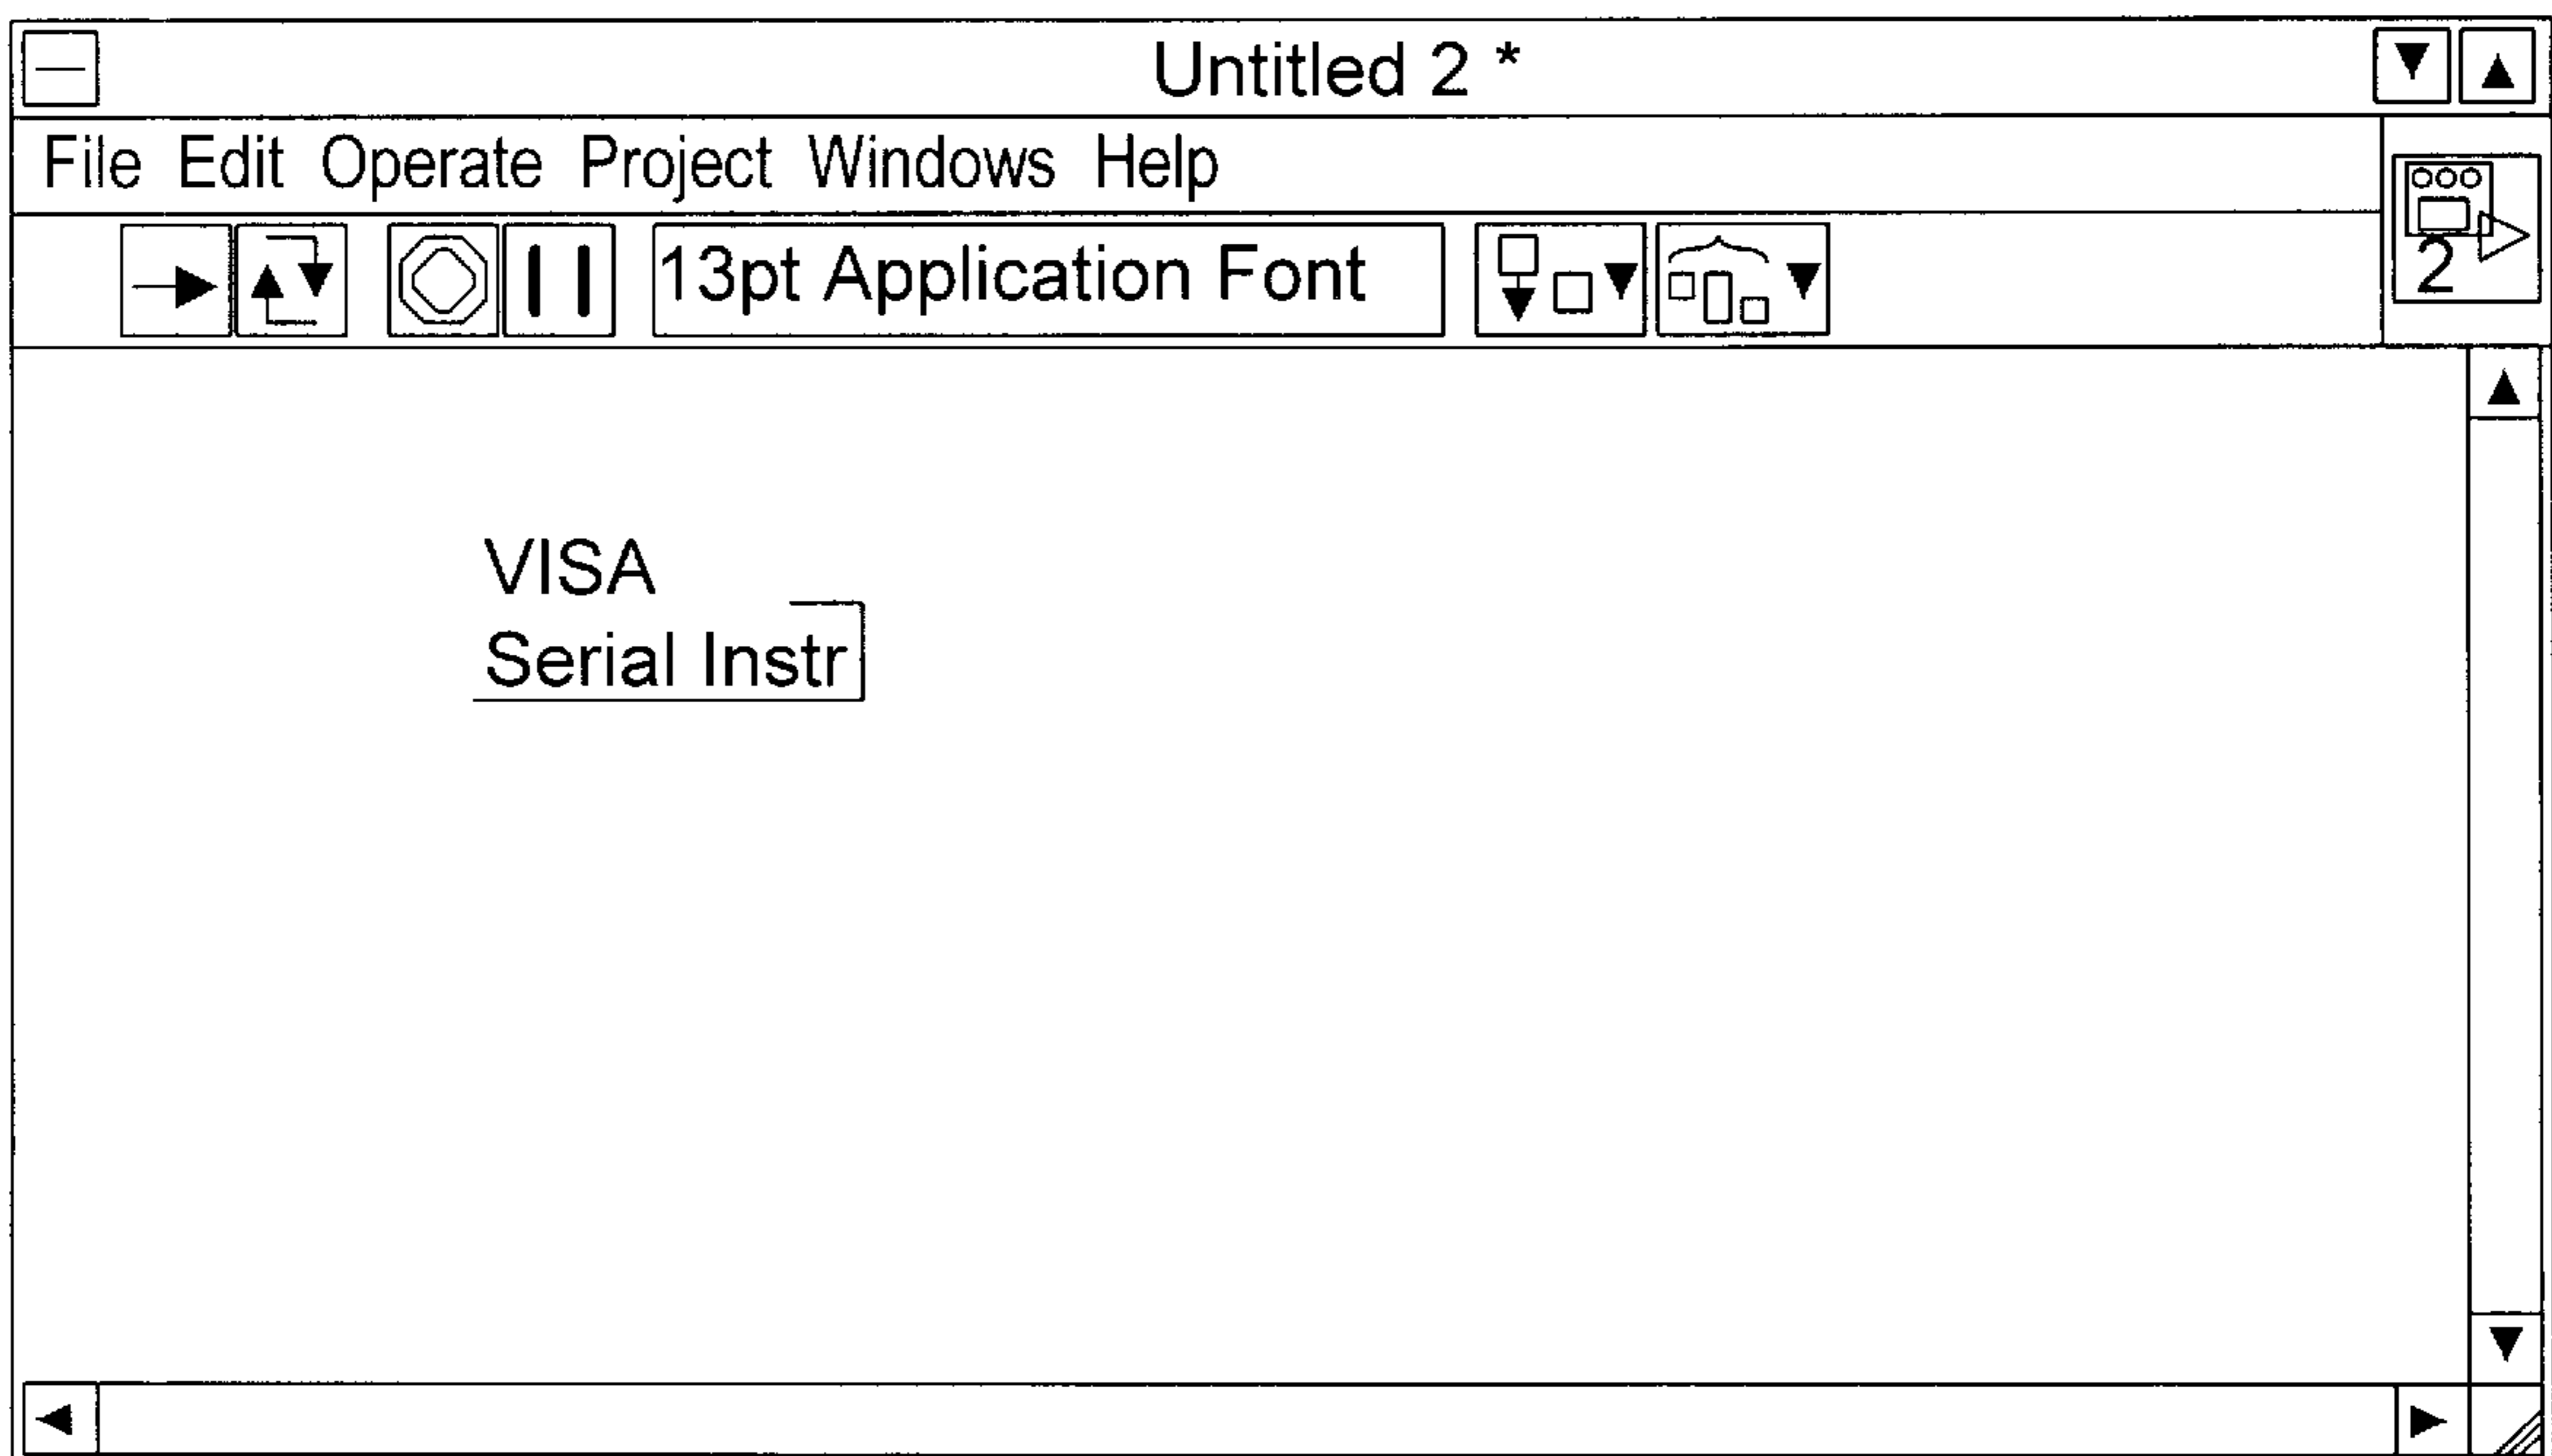 Untitled 2 *
File Edit Operate Project Windows Help
2
13pt Application Font
VISA
Serial Instr